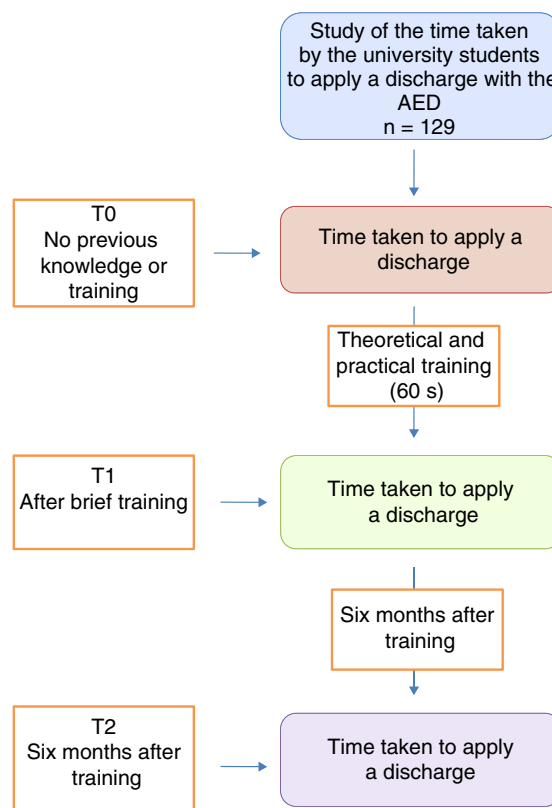 Study of the time taken
by the university students
to apply a discharge with the
AED
n = 129
T0
No previous
knowledge or
training
Time taken to apply a
discharge
Theoretical and
practical training
(60 s)
T1
After brief training
Time taken to apply
a discharge
Six months after
training
T2
Six months after
training
Time taken to apply
a discharge